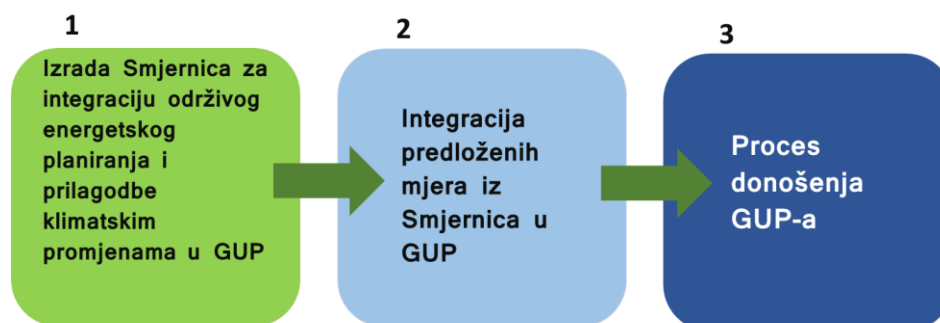 1
Izrada Smjernica za
integraciju održivog
energetskog
planiranja i
prilagodbe
klimatskim
promjenama u GUP
2
Integracija
predloženih
mjera iz
Smjernica u
GUP
3
Proces
donošenja
GUP-a